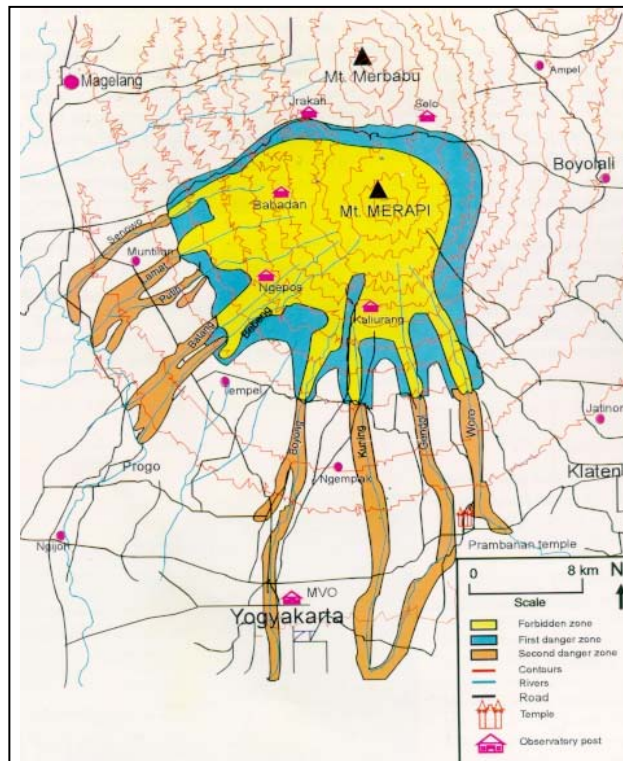 Mt. Merbabu
Ampel
Magelang
Jrakah
Selo
Boyolali
Babadan
Mt. MERAPI
Senowo
Muntilan
Lamat
Putih
Ngepos
Bebeng
Kaliurang
Batang
Tempel
Jatinom
Boyong
Kuning
Gendol
Woro
Progo
Ngempak
Klaten
Ngijon
Prambanan temple
MVO
Yogyakarta
N
0 8 km
Scale
Forbidden zone
First danger zone
Second danger zone
Contours
Rivers
Road
Temple
Observatory post